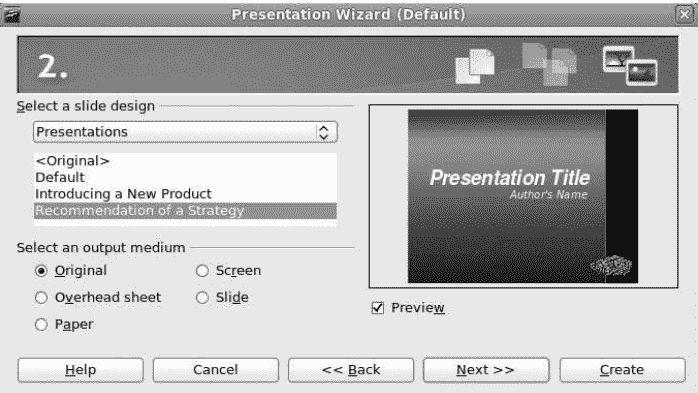 Presentation Wizard (Default)
2.
Select a slide design
Presentations
<Original>
Default
Introducing a New Product
Recommendation of a Strategy
Presentation Title
Author's Name
Select an output medium
Original
Screen
Overhead sheet
Slide
Paper
Preview
Help
Cancel
<< Back
Next >>
Create